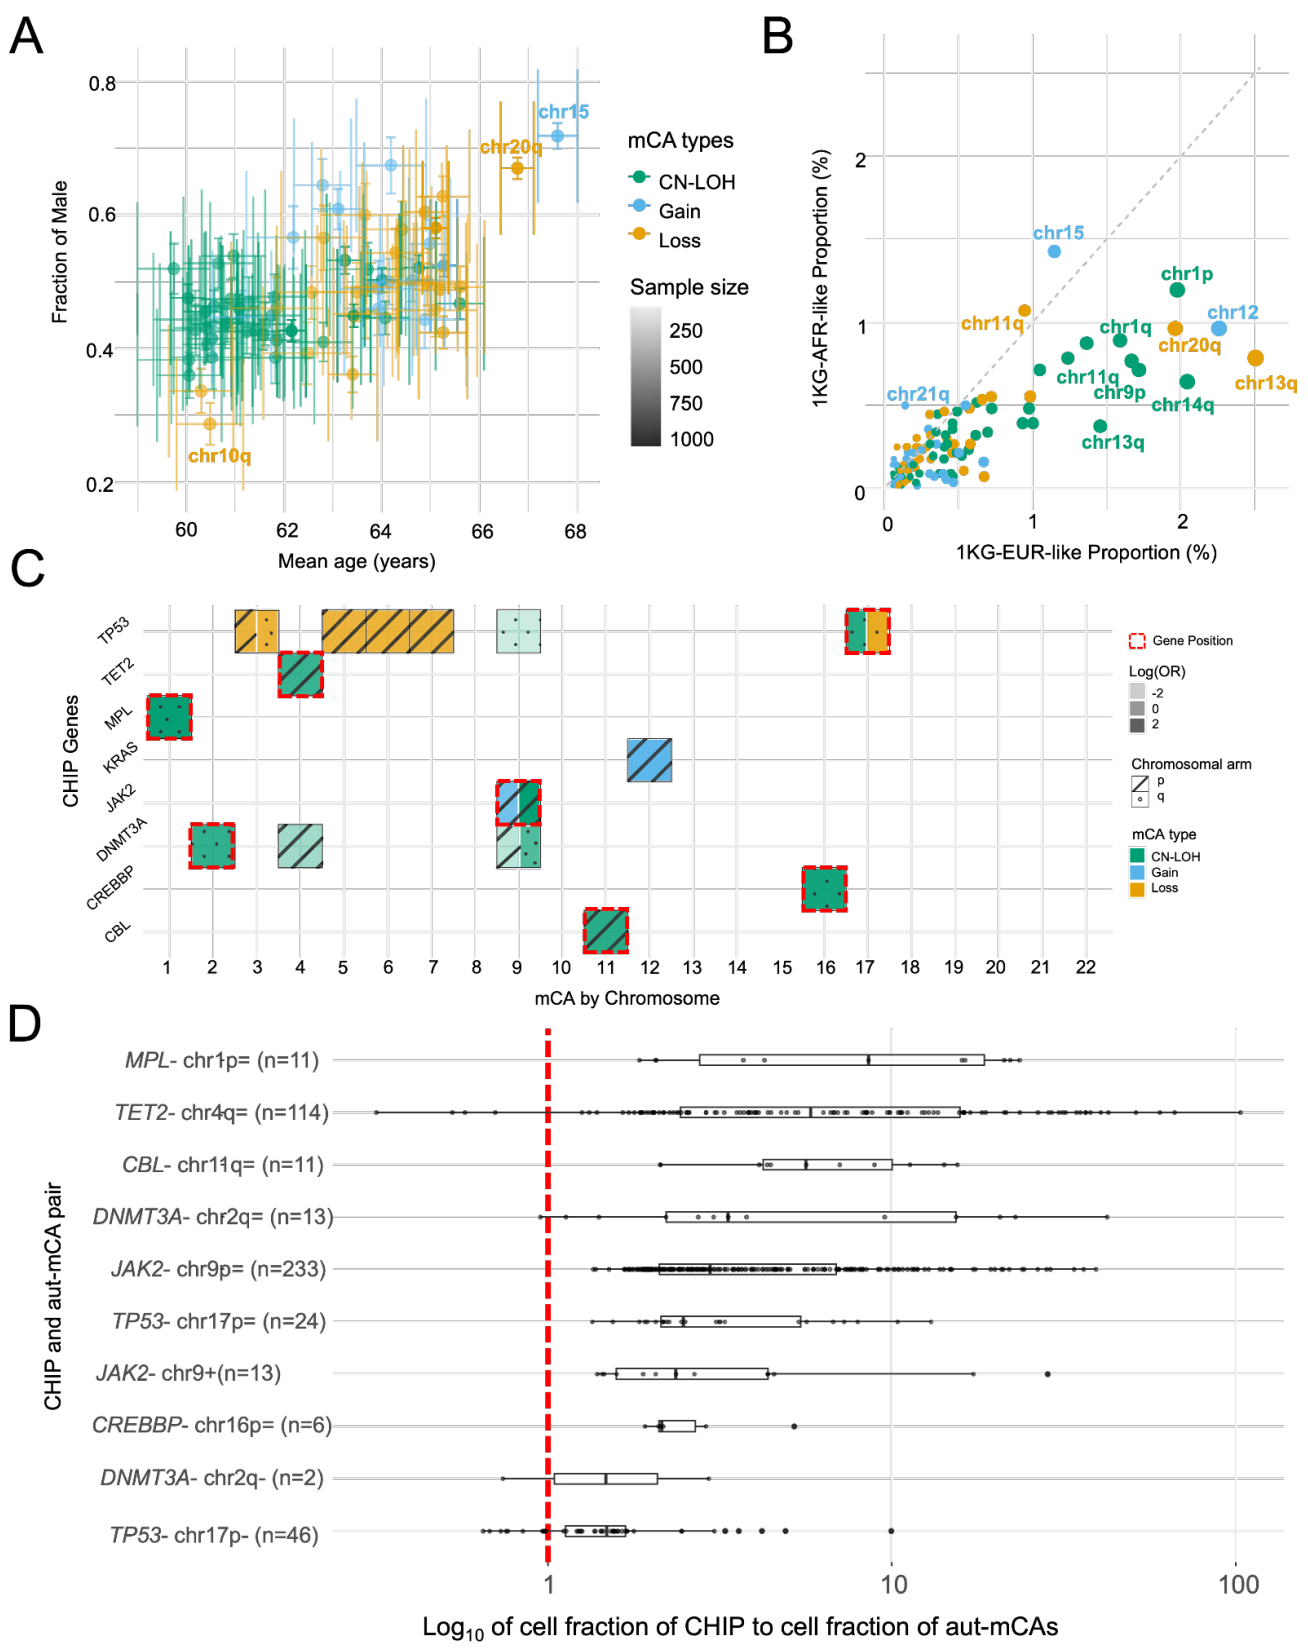 A
Fraction of Male
0.8
0.6
0.4
0.2
chr15
chr20q
chr10q
60
62
64
66
68
Mean age (years)
mCA types
CN-LOH
Gain
Loss
Sample size
250
500
750
1000
B
1KG-AFR-like Proportion (%)
2
1
0
chr15
chr1p
chr11q
chr1q
chr12
chr20q
chr11q
chr13q
chr9p
chr21q
chr14q
chr13q
0
1
2
1KG-EUR-like Proportion (%)
C
CHIP Genes
TP53
TET2
MPL
KRAS
JAK2
DNMT3A
CREBBP
CBL
1 2 3 4 5 6 7 8 9 10 11 12 13 14 15 16 17 18 19 20 21 22
mCA by Chromosome
Gene Position
Log(OR)
-2
0
2
Chromosomal arm
p
q
mCA type
CN-LOH
Gain
Loss
D
CHIP and aut-mCA pair
MPL- chr1p= (n=11)
TET2- chr4q= (n=114)
CBL- chr11q= (n=11)
DNMT3A- chr2q= (n=13)
JAK2- chr9p= (n=233)
TP53- chr17p= (n=24)
JAK2- chr9+(n=13)
CREBBP- chr16p= (n=6)
DNMT3A- chr2q- (n=2)
TP53- chr17p- (n=46)
1
10
100
Log10 of cell fraction of CHIP to cell fraction of aut-mCAs